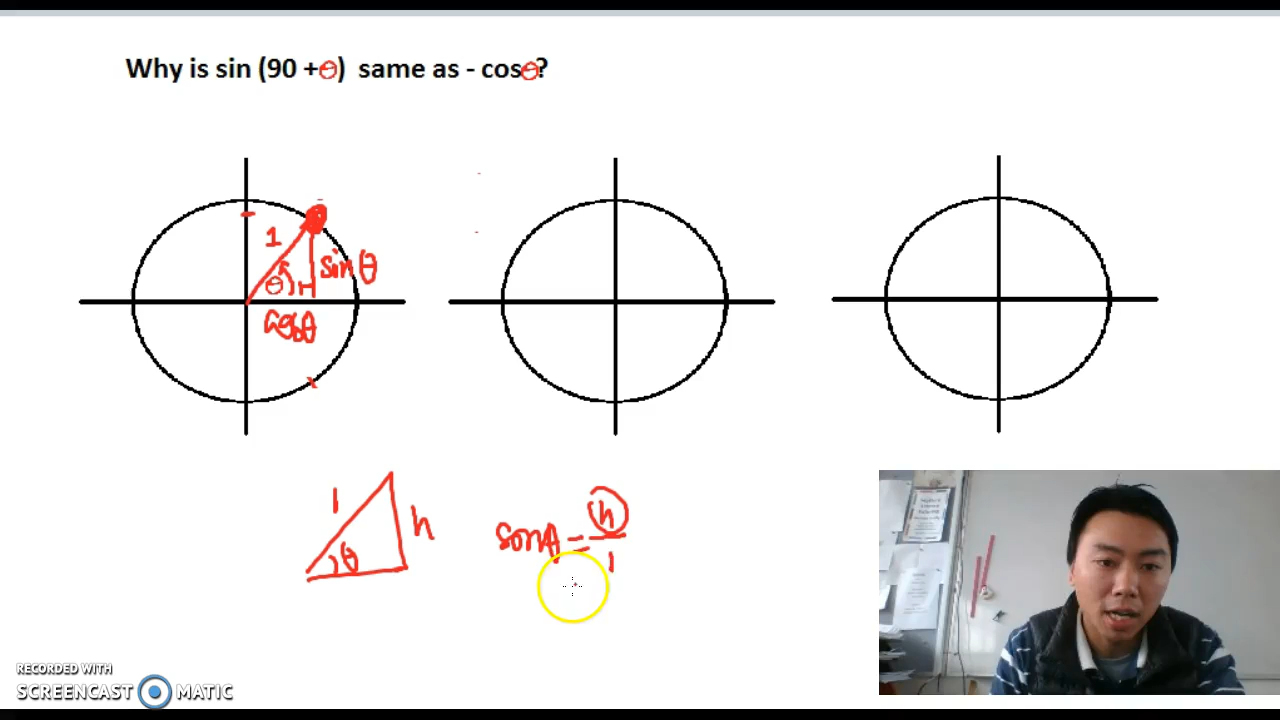 Why is sin (90 +θ) same as - cosθ?
1
sin θ
θ
cosθ
1
h
θ
sinθ = h
1
RECORDED WITH
SCREENCAST MATIC